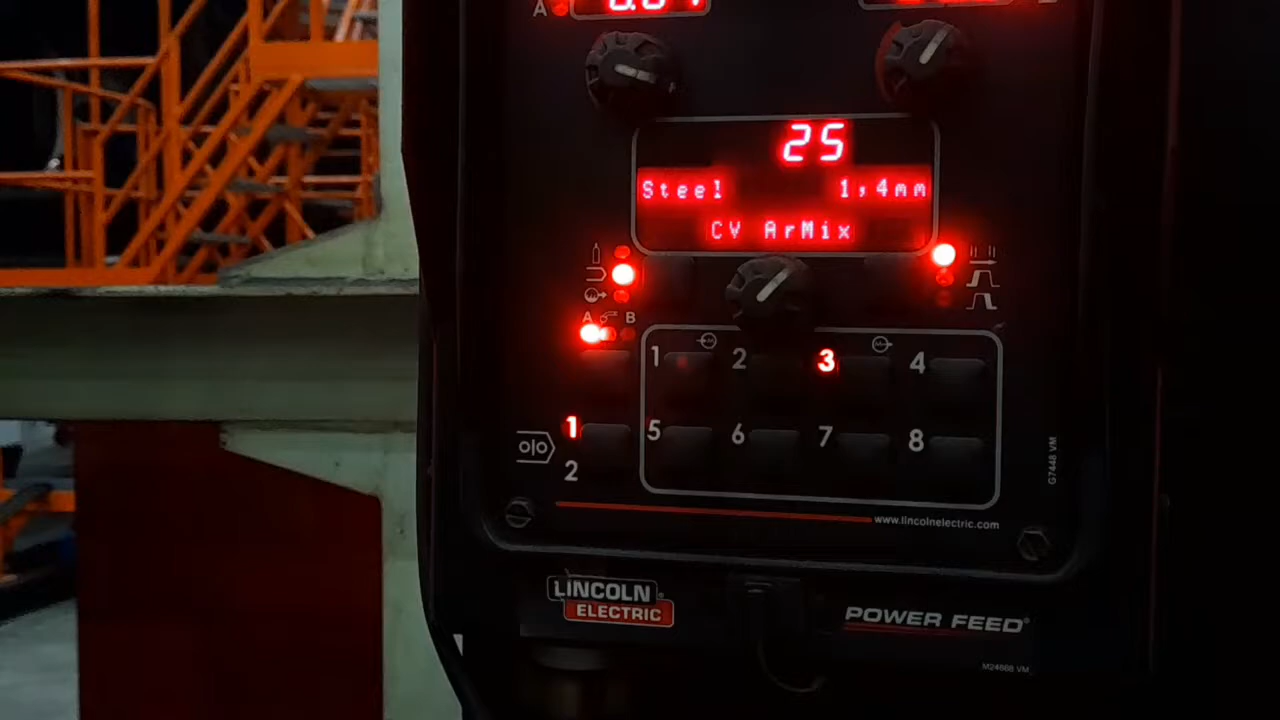 A
25
Steel 1,4mm
CV ArMix
A B
1 2 3 4
1 5 6 7 8
2
G7448 VM
www.lincolnelectric.com
LINCOLN®
ELECTRIC
POWER FEED®
M24868 VM